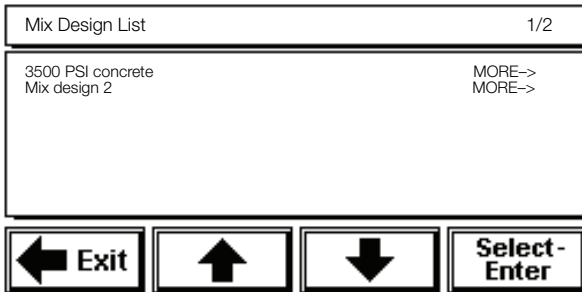 Mix Design List 1/2
3500 PSI concrete MORE–>
Mix design 2 MORE–>
Exit
Select-
Enter